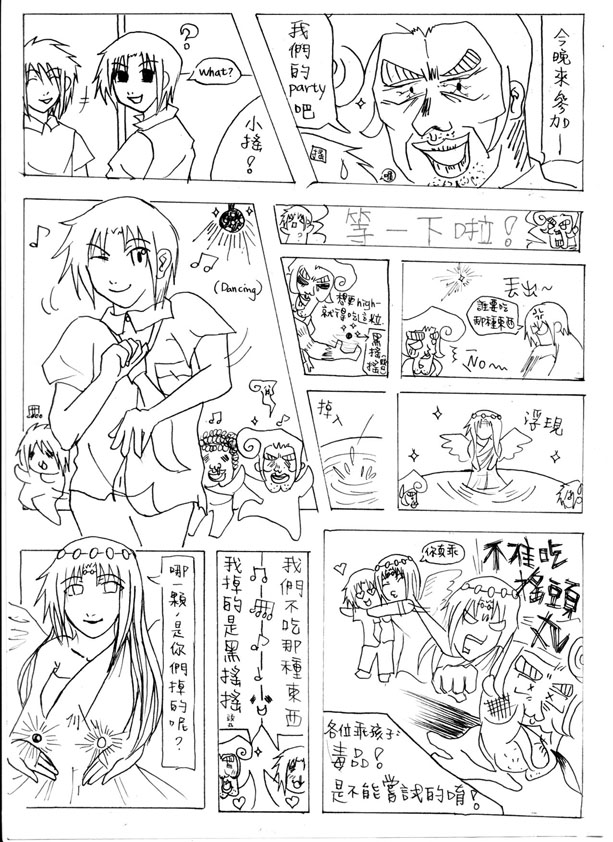 今晚來參加—
我們的party吧
小搖！
?
what?
(Dancing)
等一下啦！
想要high-
就得吃這粒
黑搖搖
丟出~
誰要吃
那種東西
No~
掉入
浮現
哪一顆是你們掉的呢？
我們不吃那種東西
我掉的是黑搖搖
你真乖
不准吃
搖頭
丸
各位乖孩子:
毒品！
是不能嘗試的唷！